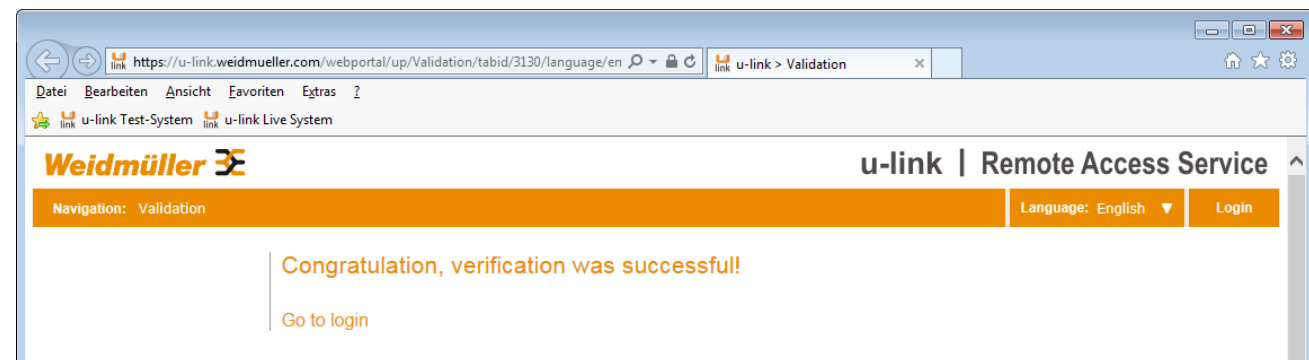 https://u-link.weidmueller.com/webportal/up/Validation/tabid/3130/language/en
u-link > Validation
Datei Bearbeiten Ansicht Favoriten Extras ?
link u-link Test-System link u-link Live System
Weidmüller
u-link | Remote Access Service
Navigation: Validation
Language: English ▼ Login
Congratulation, verification was successful!
Go to login